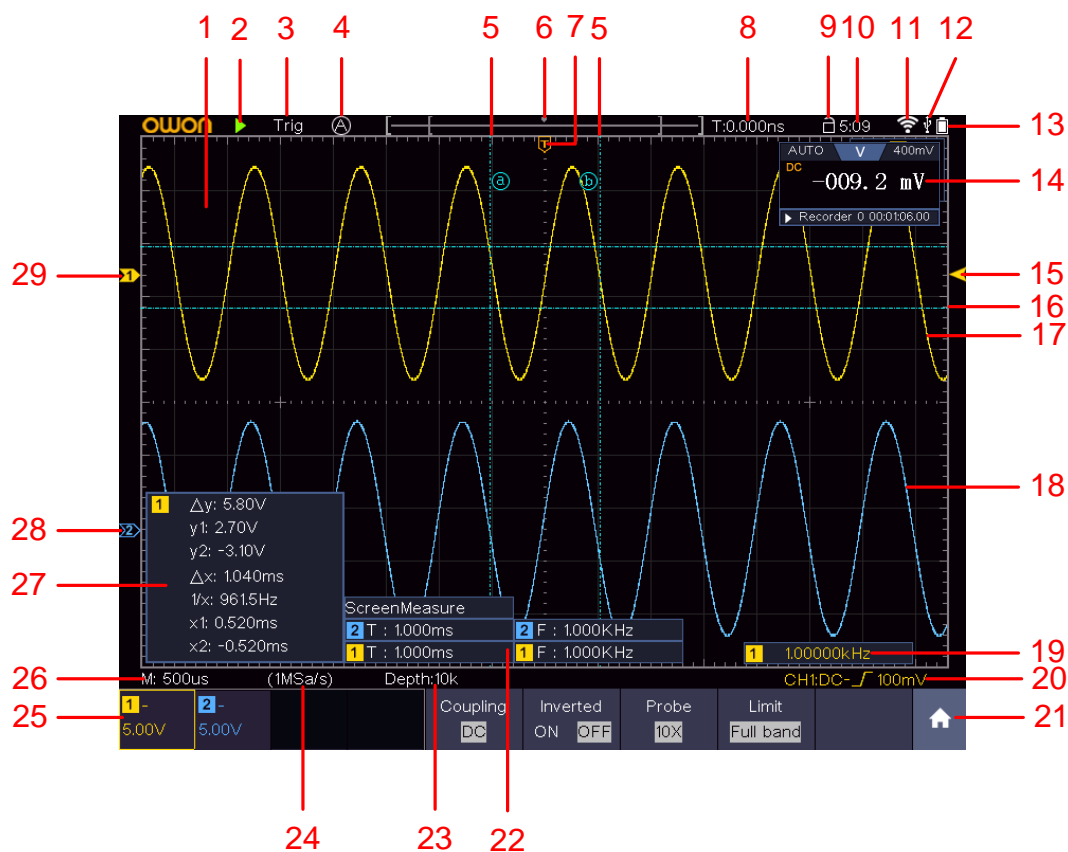 1 2 3 4 5 6 7 5 8 9 10 11 12
owon Trig A T:0.000ns 5:09 13
T
AUTO V 400mV
DC
-009.2 mV 14
Recorder 0 00:01:06.00
a b
29 1 15
16
17
18
1 △y: 5.80V
y1: 2.70V
28 2 y2: -3.10V
△x: 1.040ms
27 1/x: 961.5Hz
x1: 0.520ms
x2: -0.520ms
ScreenMeasure
2 T : 1.000ms 2 F : 1.000KHz
1 T : 1.000ms 1 F : 1.000KHz 1 1.00000kHz 19
26 M: 500us (1MSa/s) Depth:10k CH1:DC- 100mV 20
25 1 - 2 - Coupling Inverted Probe Limit 21
5.00V 5.00V DC ON OFF 10X Full band
24 23 22